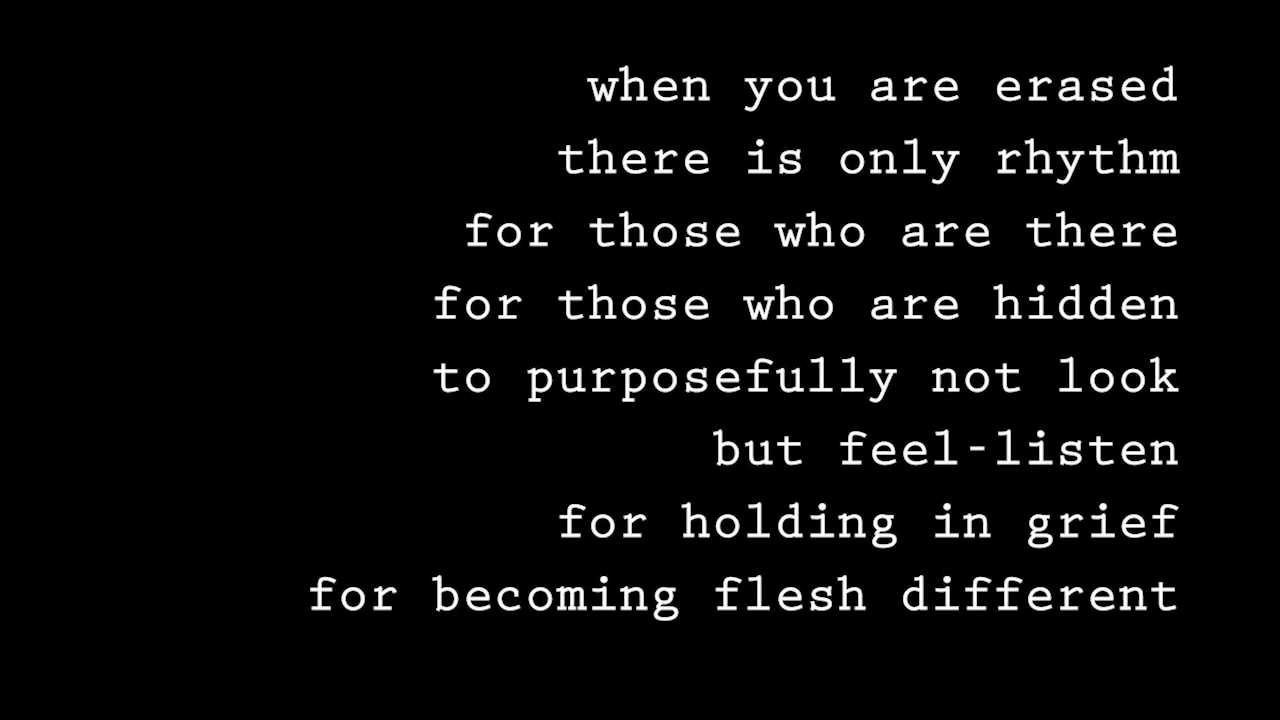 when you are erased
there is only rhythm
for those who are there
for those who are hidden
to purposefully not look
but feel-listen
for holding in grief
for becoming flesh different